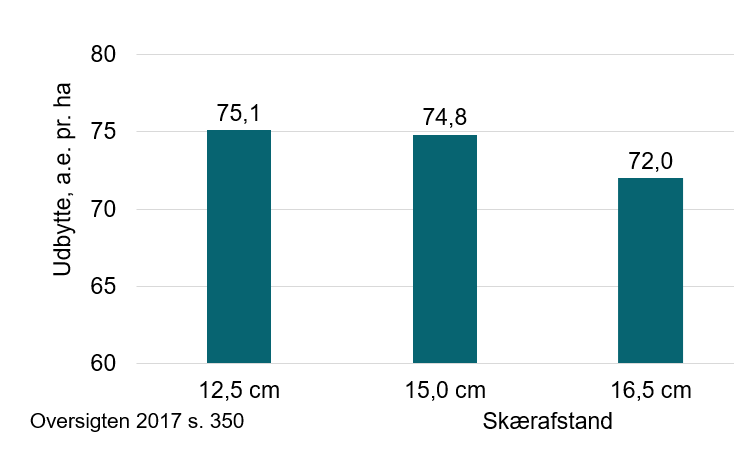 Udbytte, a.e. pr. ha
80
75
70
65
60
75,1
74,8
72,0
12,5 cm
15,0 cm
16,5 cm
Skærafstand
Oversigten 2017 s. 350